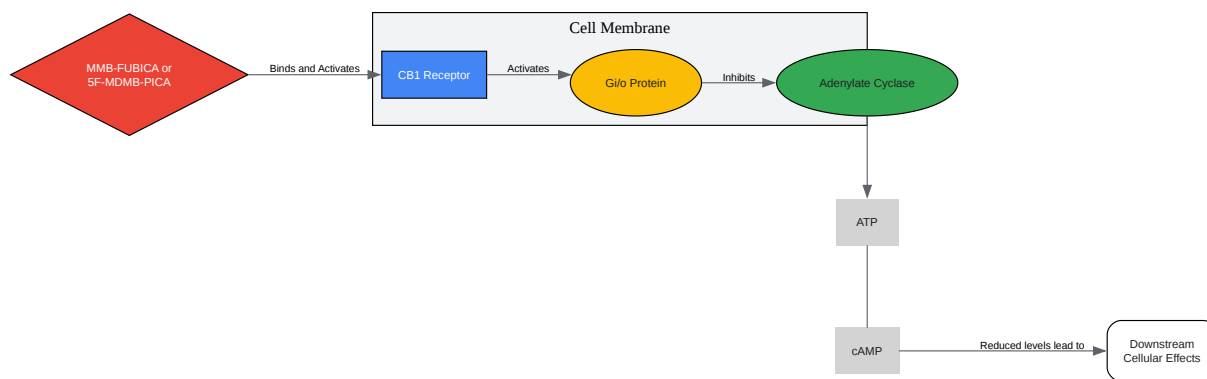 Cell Membrane
MMB-FUBICA or
5F-MDMB-PICA
Binds and Activates
CB1 Receptor
Activates
Gi/o Protein
Inhibits
Adenylate Cyclase
ATP
cAMP
Reduced levels lead to
Downstream
Cellular Effects